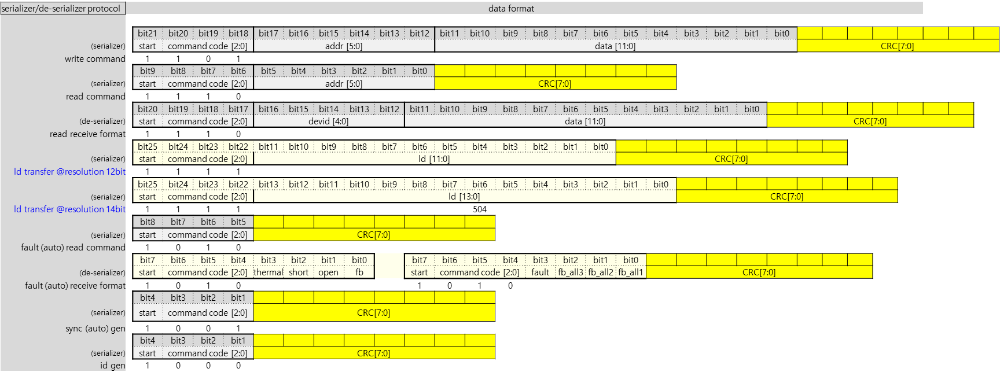 serializer/de-serializer protocol data format
bit21 bit20 bit19 bit18 bit17 bit16 bit15 bit14 bit13 bit12 bit11 bit10 bit9 bit8 bit7 bit6 bit5 bit4 bit3 bit2 bit1 bit0
(serializer) start command code [2:0] addr [5:0] data [11:0] CRC[7:0]
write command 1 1 0 1
bit9 bit8 bit7 bit6 bit5 bit4 bit3 bit2 bit1 bit0
(serializer) start command code [2:0] addr [5:0] CRC[7:0]
read command 1 1 1 0
bit20 bit19 bit18 bit17 bit16 bit15 bit14 bit13 bit12 bit11 bit10 bit9 bit8 bit7 bit6 bit5 bit4 bit3 bit2 bit1 bit0
(de-serializer) start command code [2:0] devid [4:0] data [11:0] CRC[7:0]
read receive format 1 1 1 0
bit25 bit24 bit23 bit22 bit11 bit10 bit9 bit8 bit7 bit6 bit5 bit4 bit3 bit2 bit1 bit0
(serializer) start command code [2:0] ld [11:0] CRC[7:0]
ld transfer @resolution 12bit 1 1 1 1
bit25 bit24 bit23 bit22 bit13 bit12 bit11 bit10 bit9 bit8 bit7 bit6 bit5 bit4 bit3 bit2 bit1 bit0
(serializer) start command code [2:0] ld [13:0] CRC[7:0]
ld transfer @resolution 14bit 1 1 1 1 504
bit8 bit7 bit6 bit5
(serializer) start command code [2:0] CRC[7:0]
fault (auto) read command 1 0 1 0
bit7 bit6 bit5 bit4 bit3 bit2 bit1 bit0 bit7 bit6 bit5 bit4 bit3 bit2 bit1 bit0
(de-serializer) start command code [2:0] thermal short open fb start command code [2:0] fault fb_all3 fb_all2 fb_all1 CRC[7:0]
fault (auto) receive format 1 0 1 0 1 0 1 0
bit4 bit3 bit2 bit1
(serializer) start command code [2:0] CRC[7:0]
sync (auto) gen 1 0 0 1
bit4 bit3 bit2 bit1
(serializer) start command code [2:0] CRC[7:0]
id gen 1 0 0 0